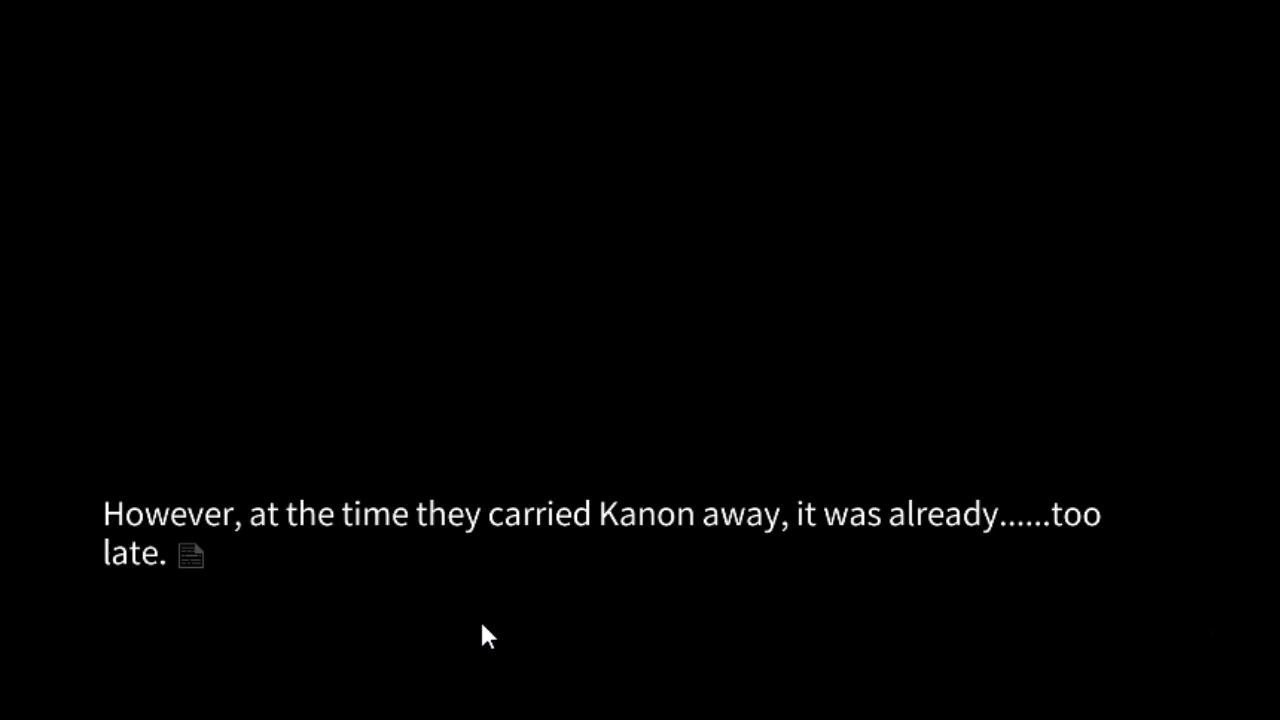 However, at the time they carried Kanon away, it was already......too
late.